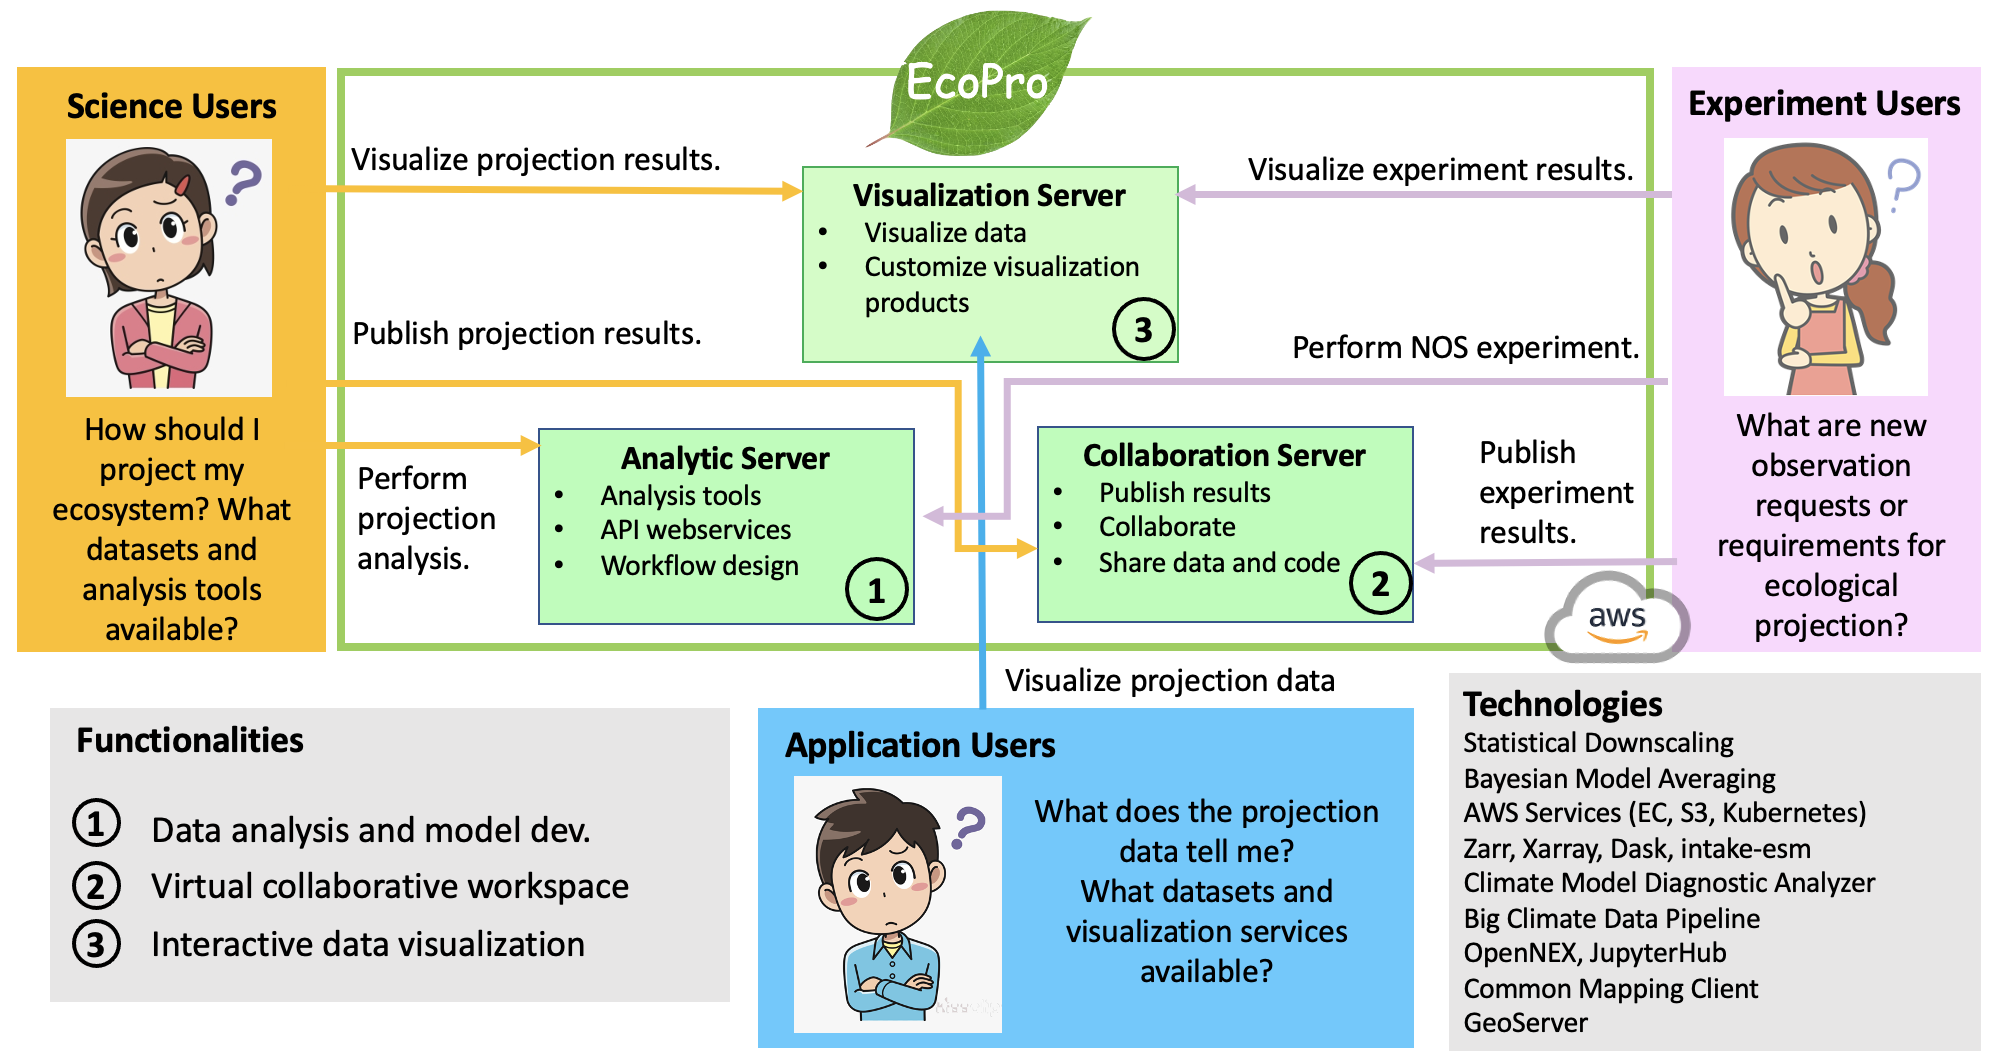 EcoPro
Science Users
How should I
project my
ecosystem? What
datasets and
analysis tools
available?
Visualize projection results.
Publish projection results.
Perform
projection
analysis.
Visualization Server
• Visualize data
• Customize visualization
products
3
Analytic Server
• Analysis tools
• API webservices
• Workflow design
1
Collaboration Server
• Publish results
• Collaborate
• Share data and code
2
Visualize experiment results.
Perform NOS experiment.
Publish
experiment
results.
aws
Experiment Users
What are new
observation
requests or
requirements for
ecological
projection?
Visualize projection data
Functionalities
1 Data analysis and model dev.
2 Virtual collaborative workspace
3 Interactive data visualization
Application Users
What does the projection
data tell me?
What datasets and
visualization services
available?
Technologies
Statistical Downscaling
Bayesian Model Averaging
AWS Services (EC, S3, Kubernetes)
Zarr, Xarray, Dask, intake-esm
Climate Model Diagnostic Analyzer
Big Climate Data Pipeline
OpenNEX, JupyterHub
Common Mapping Client
GeoServer